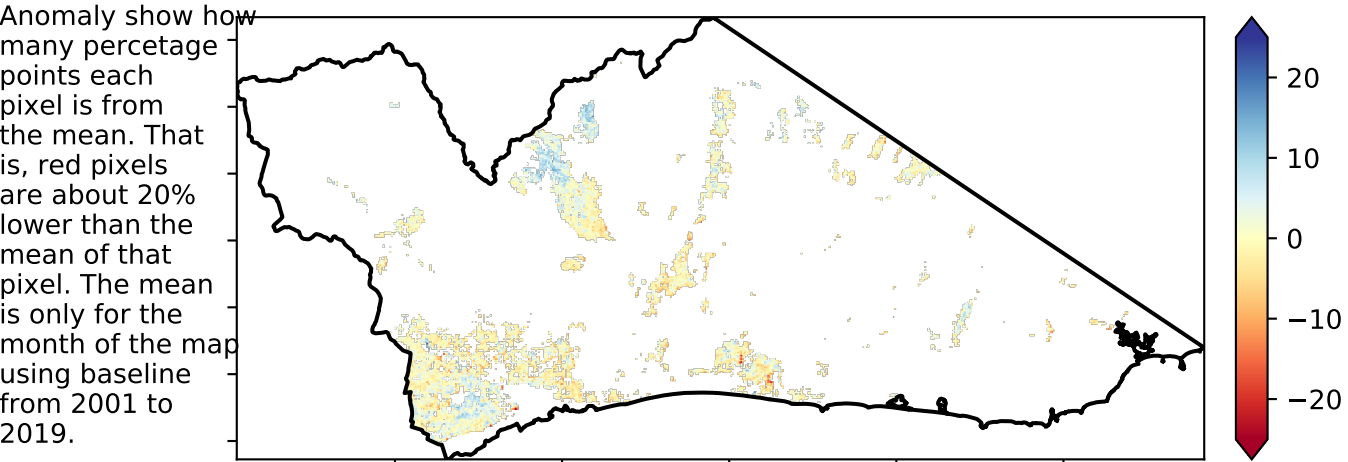 Anomaly show how
many percetage
points each
pixel is from
the mean. That
is, red pixels
are about 20%
lower than the
mean of that
pixel. The mean
is only for the
month of the map
using baseline
from 2001 to
2019.
20
10
0
−10
−20